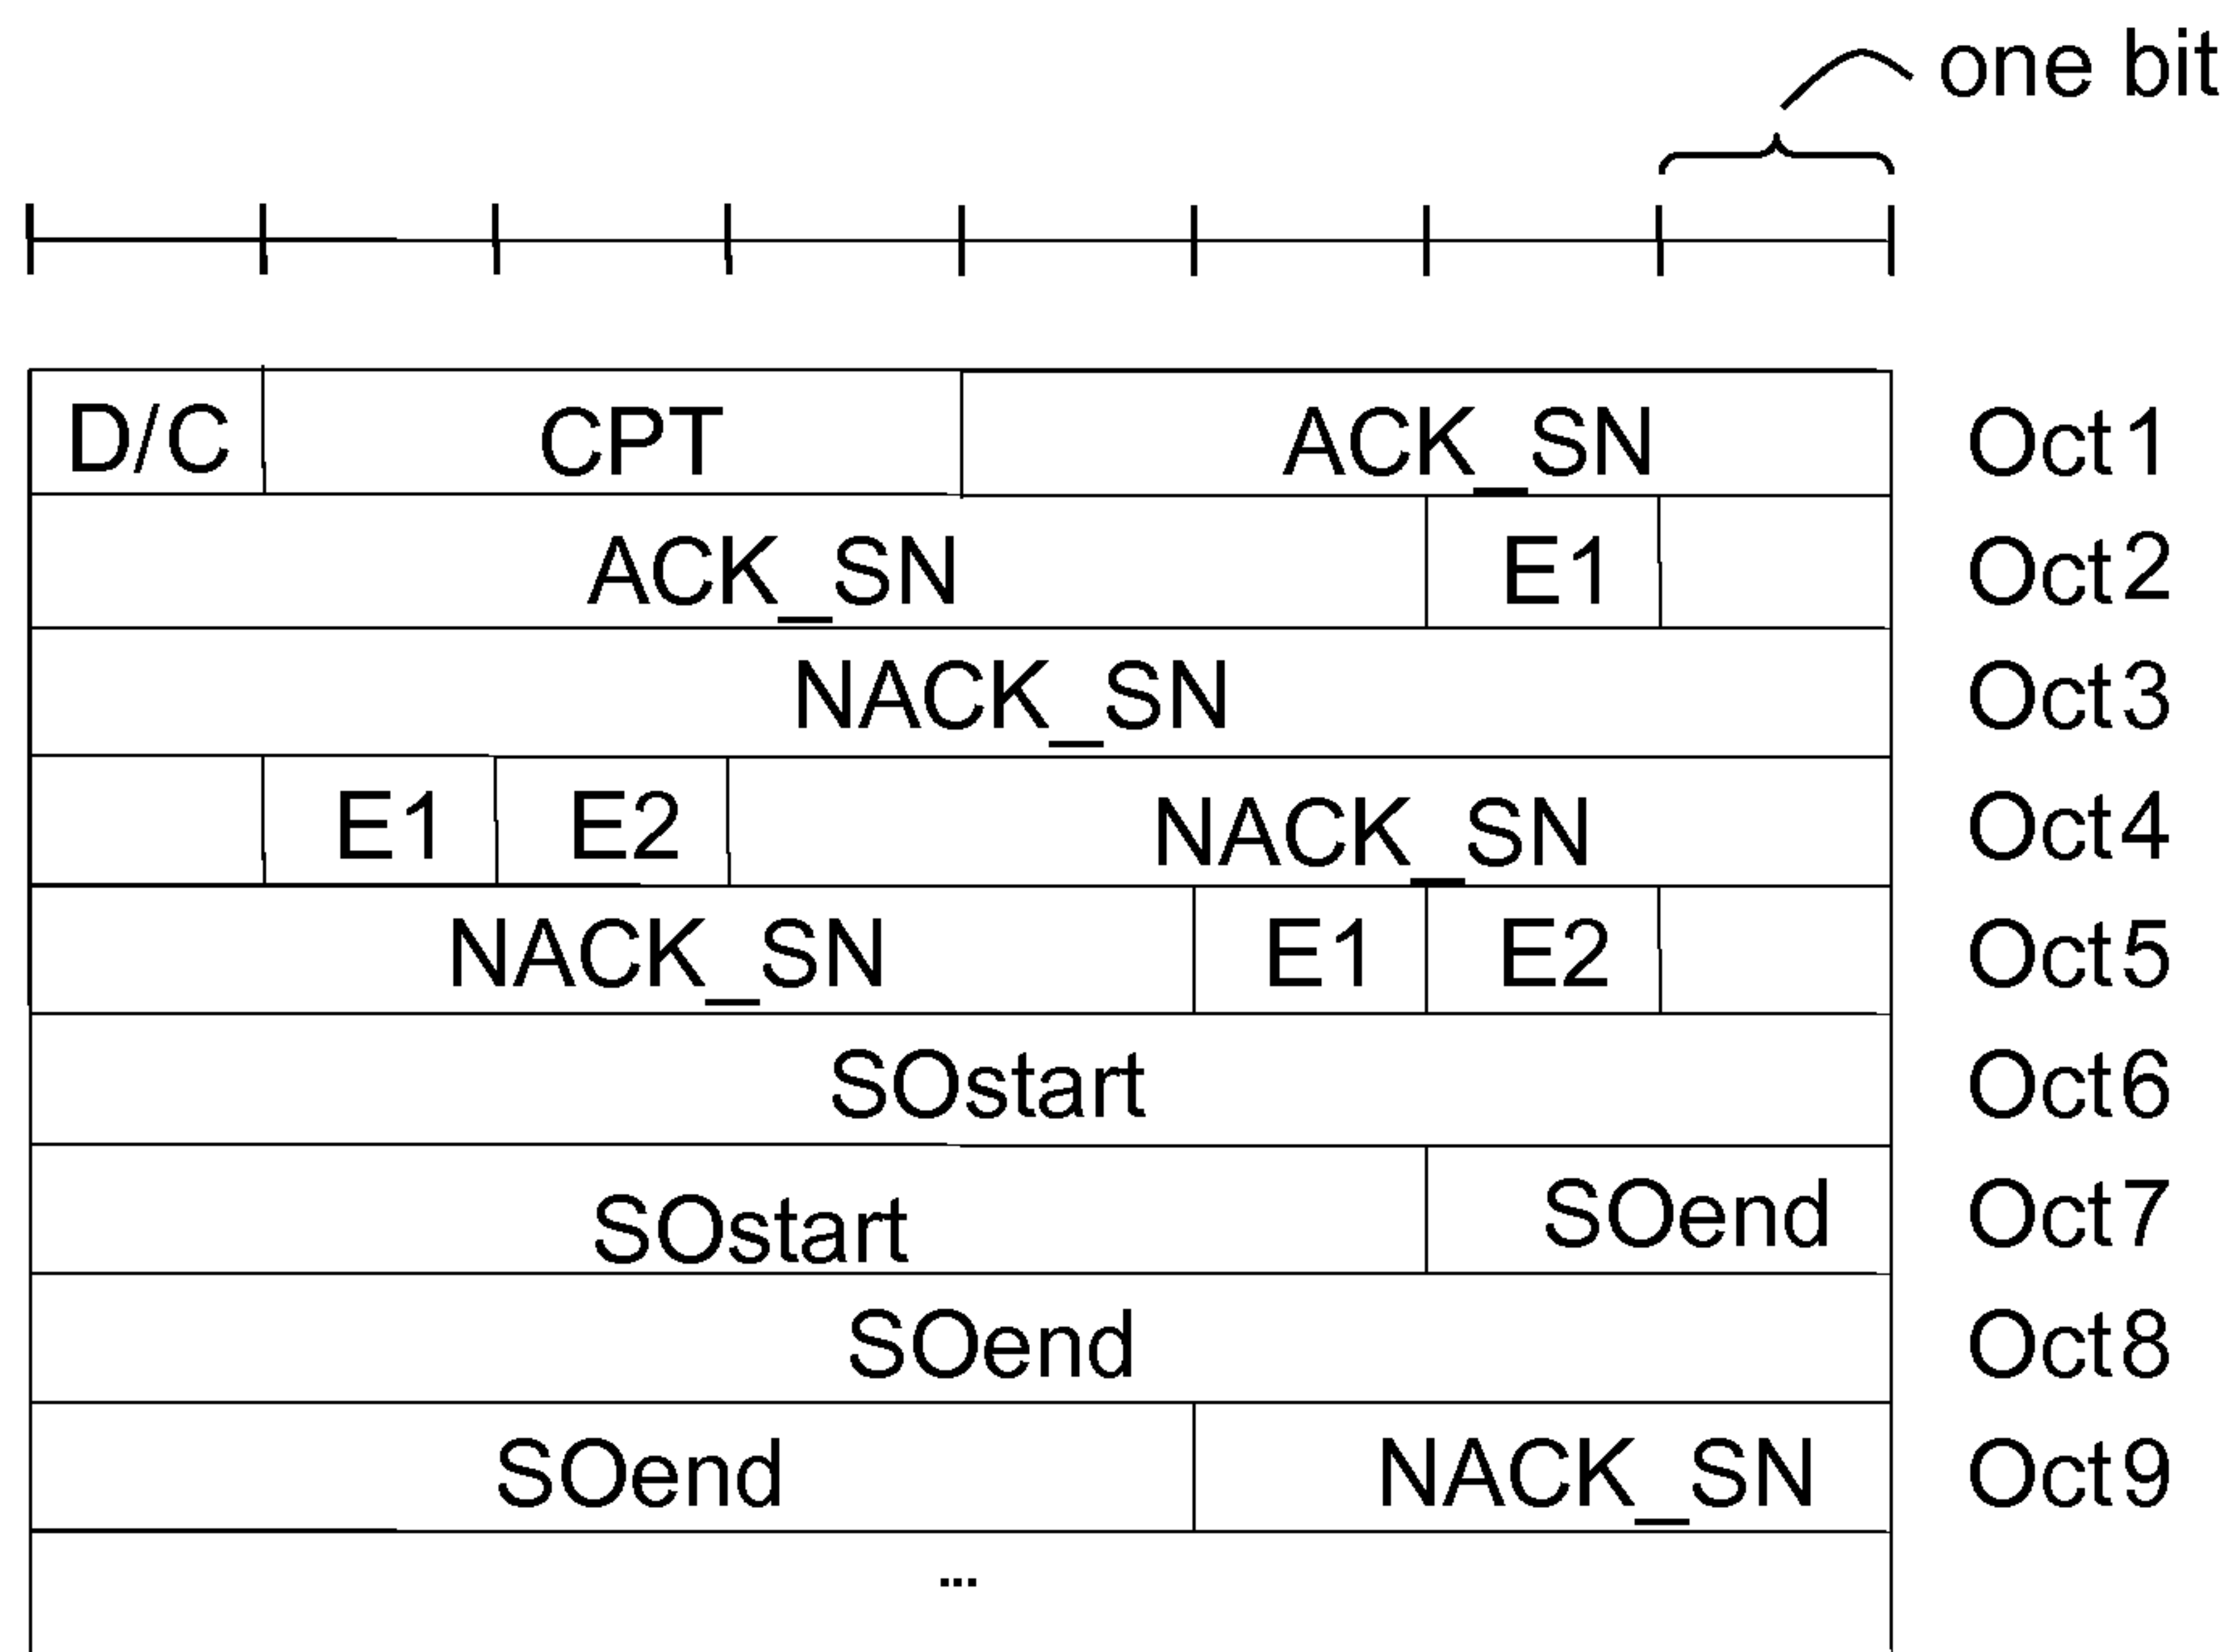 one bit
D/C CPT ACK_SN Oct1
ACK_SN E1 Oct2
NACK_SN Oct3
E1 E2 NACK_SN Oct4
NACK_SN E1 E2 Oct5
SOstart Oct6
SOstart SOend Oct7
SOend Oct8
SOend NACK_SN Oct9
...